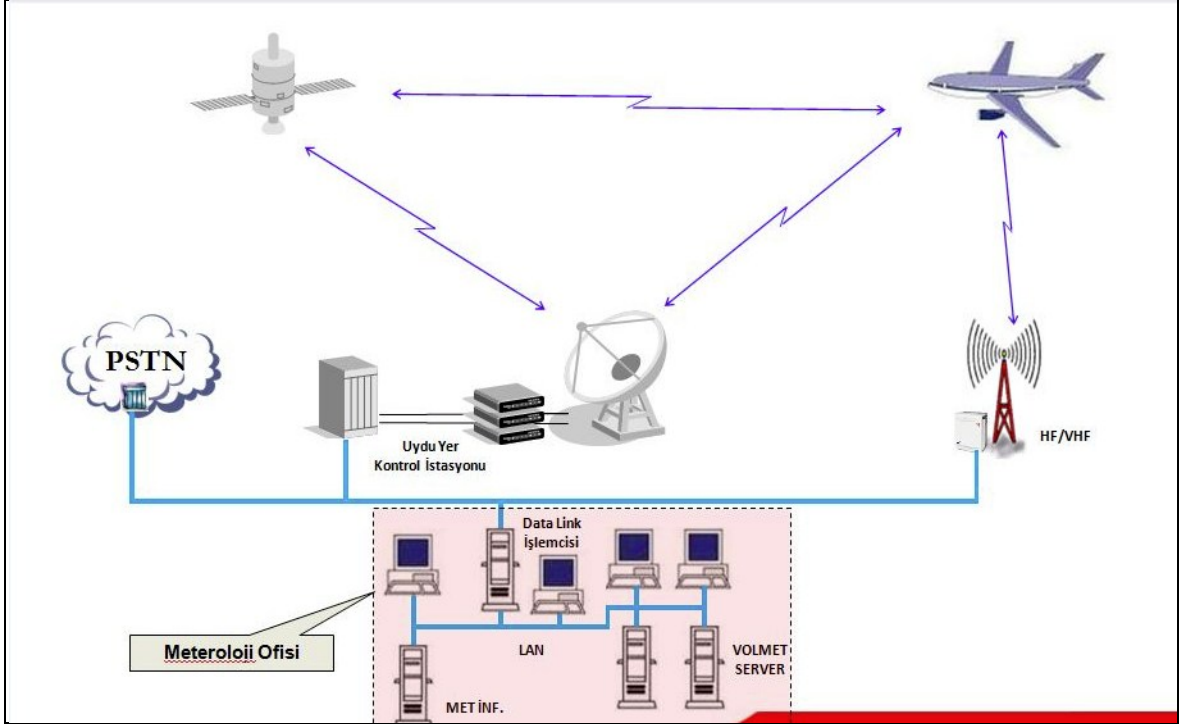 PSTN
Uydu Yer
Kontrol İstasyonu
HF/VHF
Data Link
İşlemcisi
Meteroloji Ofisi
LAN
VOLMET
SERVER
MET İNF.